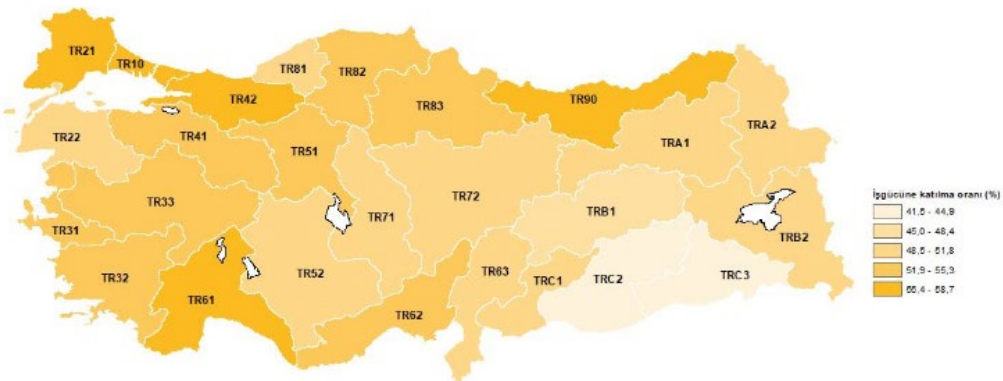 TR21
TR10
TR81
TR82
TR42
TR83
TR90
TRA2
TR22
TR41
TR51
TRA1
TR33
TR72
TR71
TRB1
TR31
TRB2
TR32
TR52
TR63
TRC1
TRC2
TRC3
TR61
TR62
İşgücüne katılma oranı (%)
41,5 - 44,9
45,0 - 48,4
48,5 - 51,8
51,9 - 55,3
55,4 - 58,7